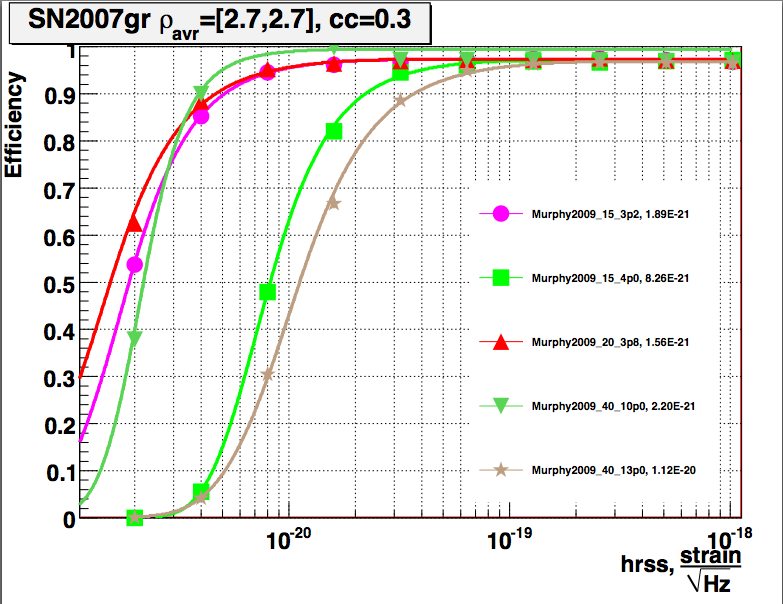 SN2007gr ρavr=[2.7,2.7], cc=0.3
Efficiency
1
0.9
0.8
0.7
0.6
0.5
0.4
0.3
0.2
0.1
0
Murphy2009_15_3p2, 1.89E-21
Murphy2009_15_4p0, 8.26E-21
Murphy2009_20_3p8, 1.56E-21
Murphy2009_40_10p0, 2.20E-21
Murphy2009_40_13p0, 1.12E-20
10-20 10-19 10-18
hrss, strain/√Hz